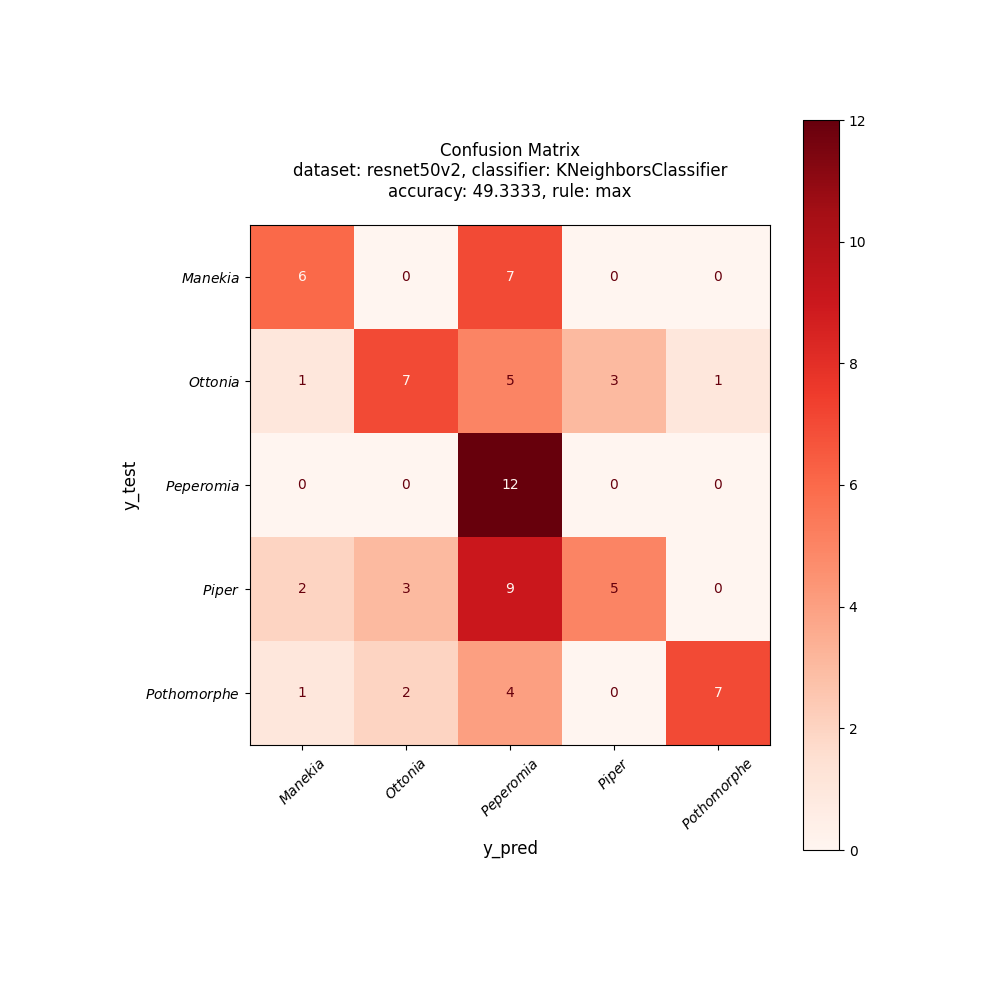 Confusion Matrix
dataset: resnet50v2, classifier: KNeighborsClassifier
accuracy: 49.3333, rule: max
12
10
8
6
4
2
0
y_test
Manekia 6 0 7 0 0
Ottonia 1 7 5 3 1
Peperomia 0 0 12 0 0
Piper 2 3 9 5 0
Pothomorphe 1 2 4 0 7
Manekia Ottonia Peperomia Piper Pothomorphe
y_pred